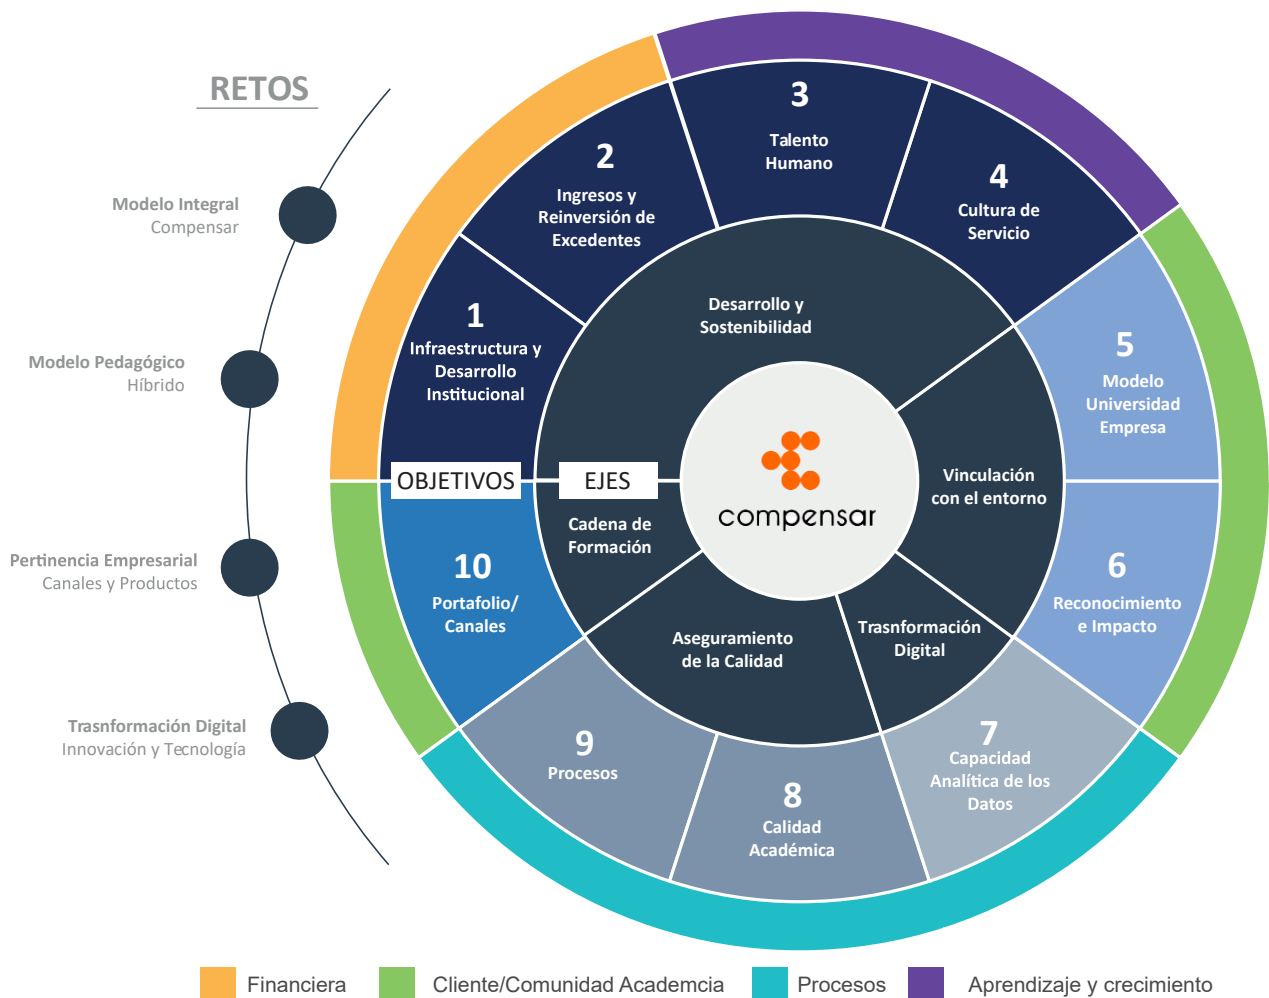 RETOS
Modelo Integral
Compensar
Modelo Pedagógico
Híbrido
Pertinencia Empresarial
Canales y Productos
Trasnformación Digital
Innovación y Tecnología
1
Infraestructura y
Desarrollo
Institucional
2
Ingresos y
Reinversión de
Excedentes
3
Talento
Humano
4
Cultura de
Servicio
5
Modelo
Universidad
Empresa
6
Reconocimiento
e Impacto
7
Capacidad
Analítica de los
Datos
8
Calidad
Académica
9
Procesos
10
Portafolio/
Canales
OBJETIVOS
EJES
Desarrollo y
Sostenibilidad
Vinculación
con el entorno
Trasnformación
Digital
Aseguramiento
de la Calidad
Cadena de
Formación
compensar
Financiera
Cliente/Comunidad Academcia
Procesos
Aprendizaje y crecimiento